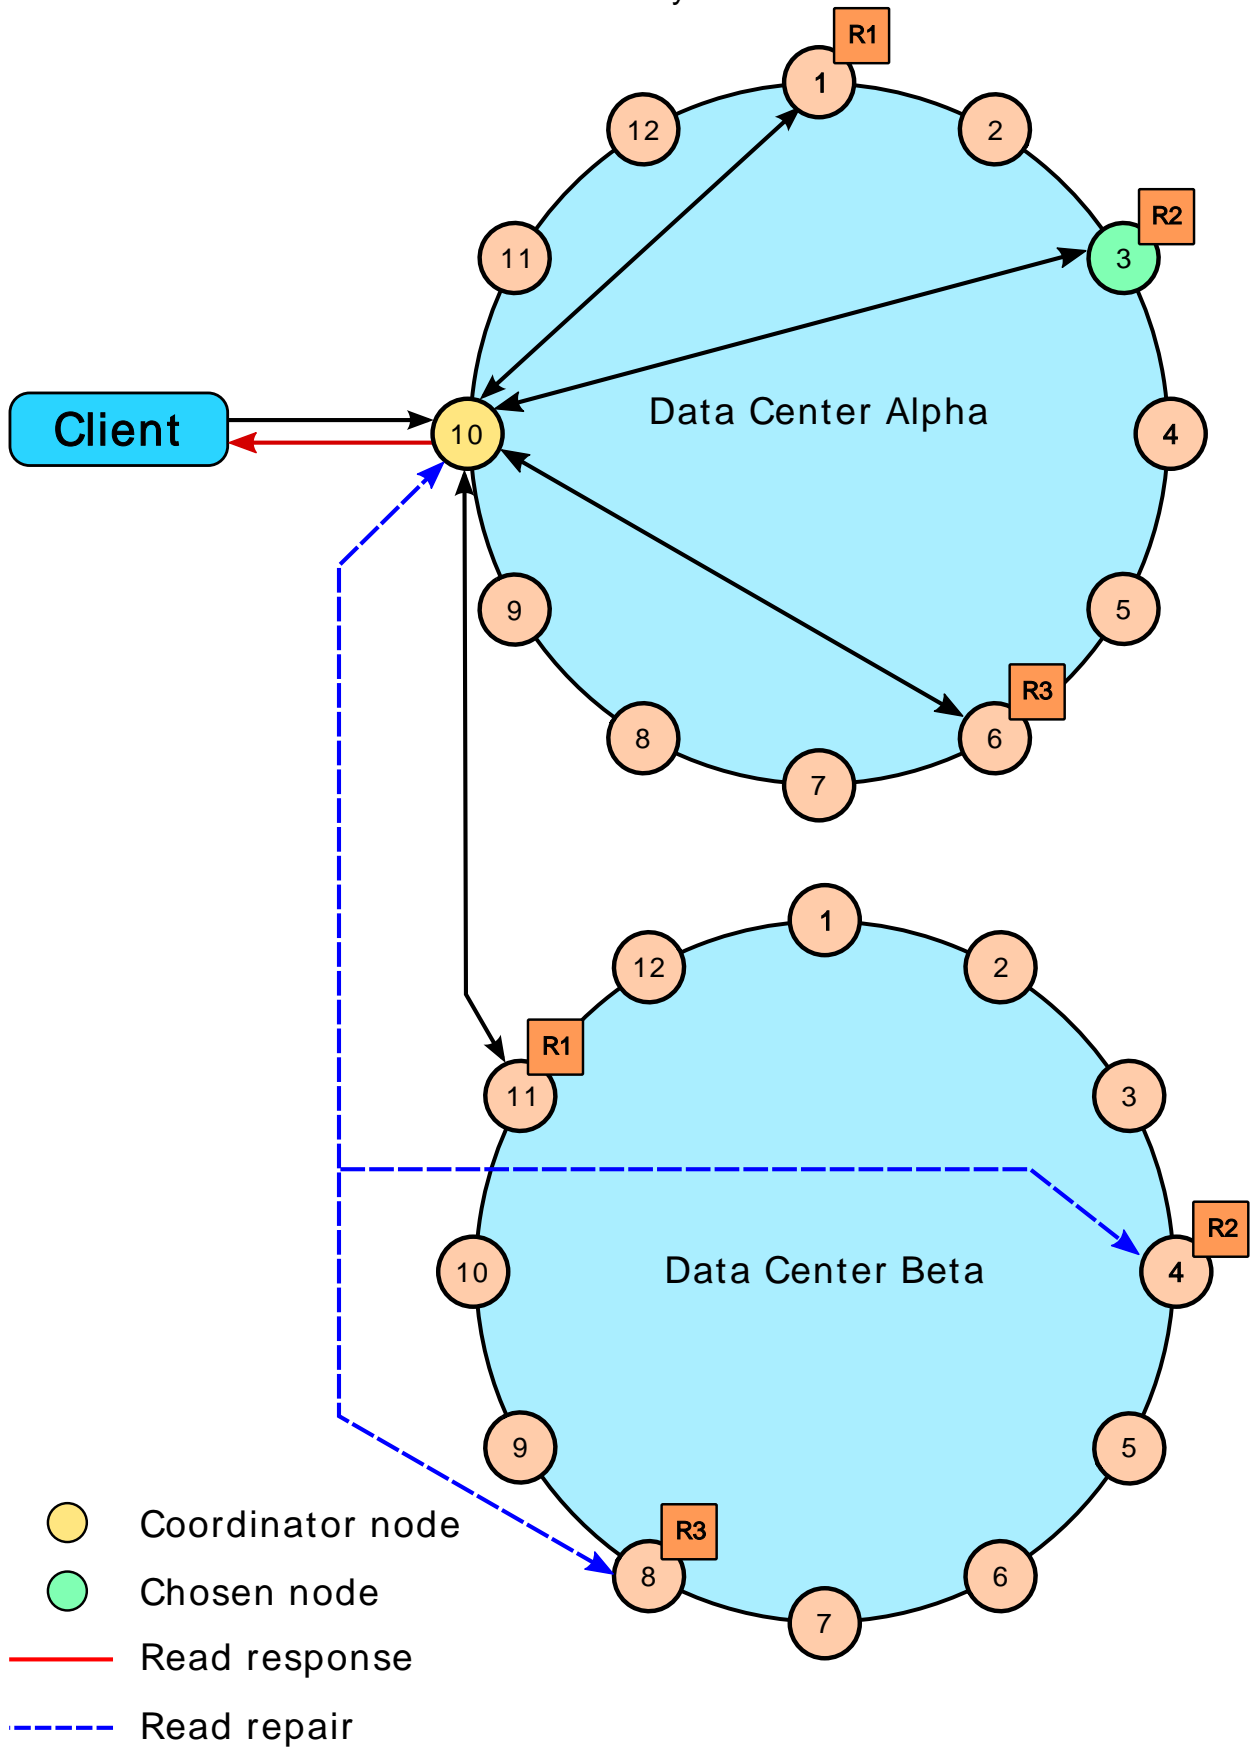 R1
1
12
2
R2
11
3
Client
10
Data Center Alpha
4
9
5
R3
8
6
7
1
12
2
R1
11
3
R2
10
Data Center Beta
4
9
5
Coordinator node
R3
8
6
Chosen node
7
Read response
Read repair